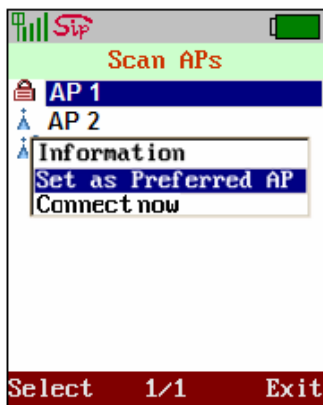 Sip
Scan APs
AP 1
AP 2
Information
Set as Preferred AP
Connect now
Select 1/1 Exit